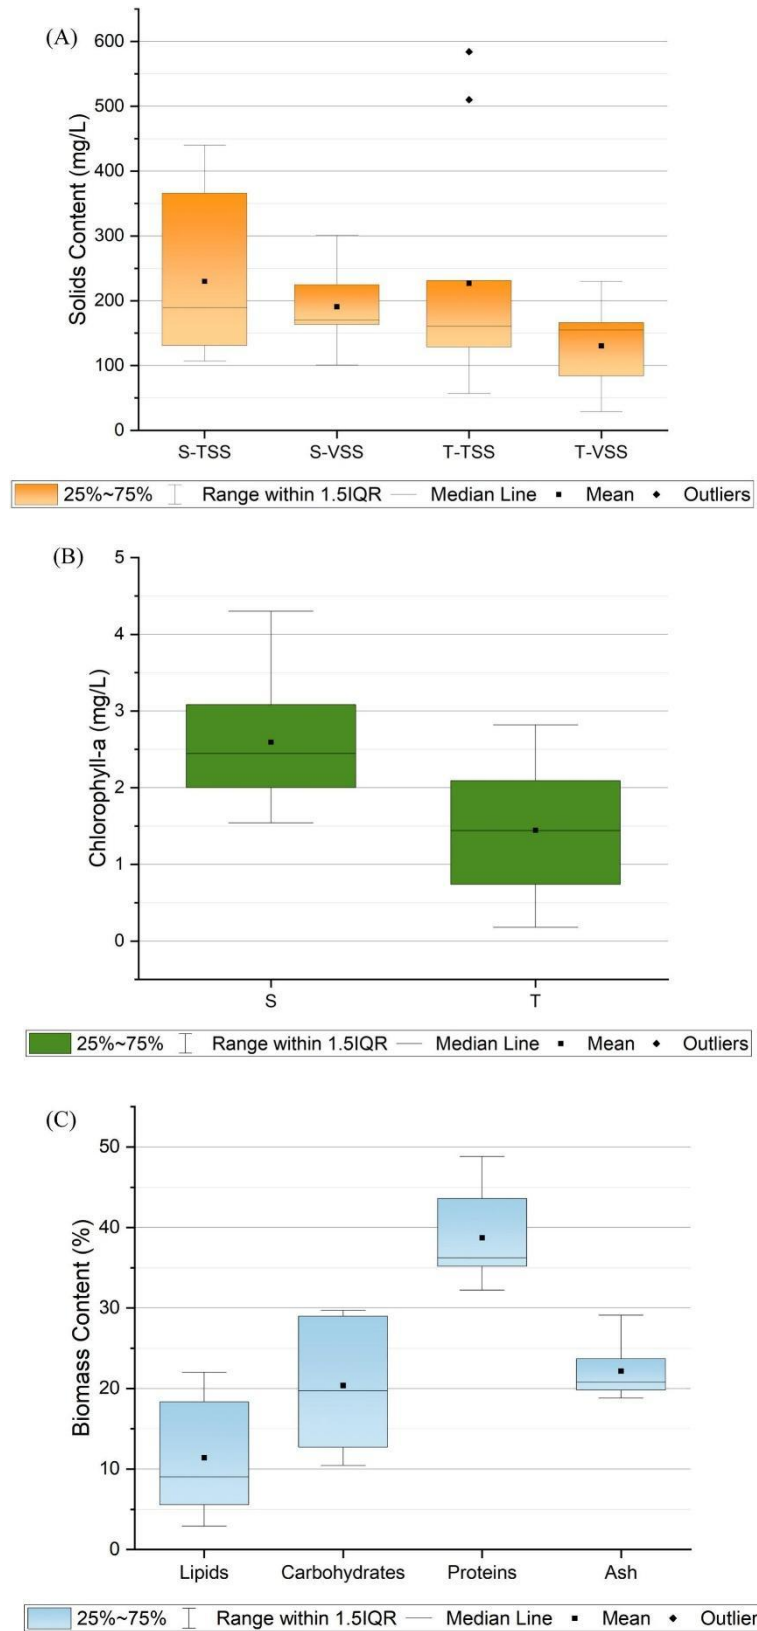 (A)
Solids Content (mg/L)
600
500
400
300
200
100
0
S-TSS S-VSS T-TSS T-VSS
25%~75% Range within 1.5IQR Median Line Mean Outliers
(B)
Chlorophyll-a (mg/L)
5
4
3
2
1
0
S T
25%~75% Range within 1.5IQR Median Line Mean Outliers
(C)
Biomass Content (%)
50
40
30
20
10
0
Lipids Carbohydrates Proteins Ash
25%~75% Range within 1.5IQR Median Line Mean Outlier